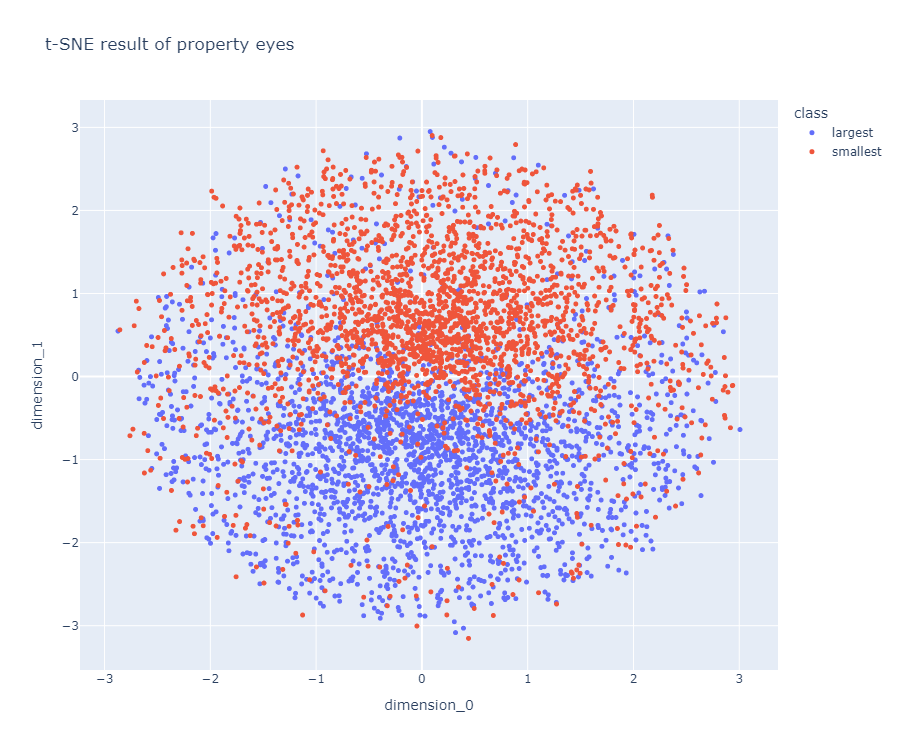 t-SNE result of property eyes
class
largest
smallest
3
2
1
0
−1
−2
−3
dimension_1
−3
−2
−1
0
1
2
3
dimension_0